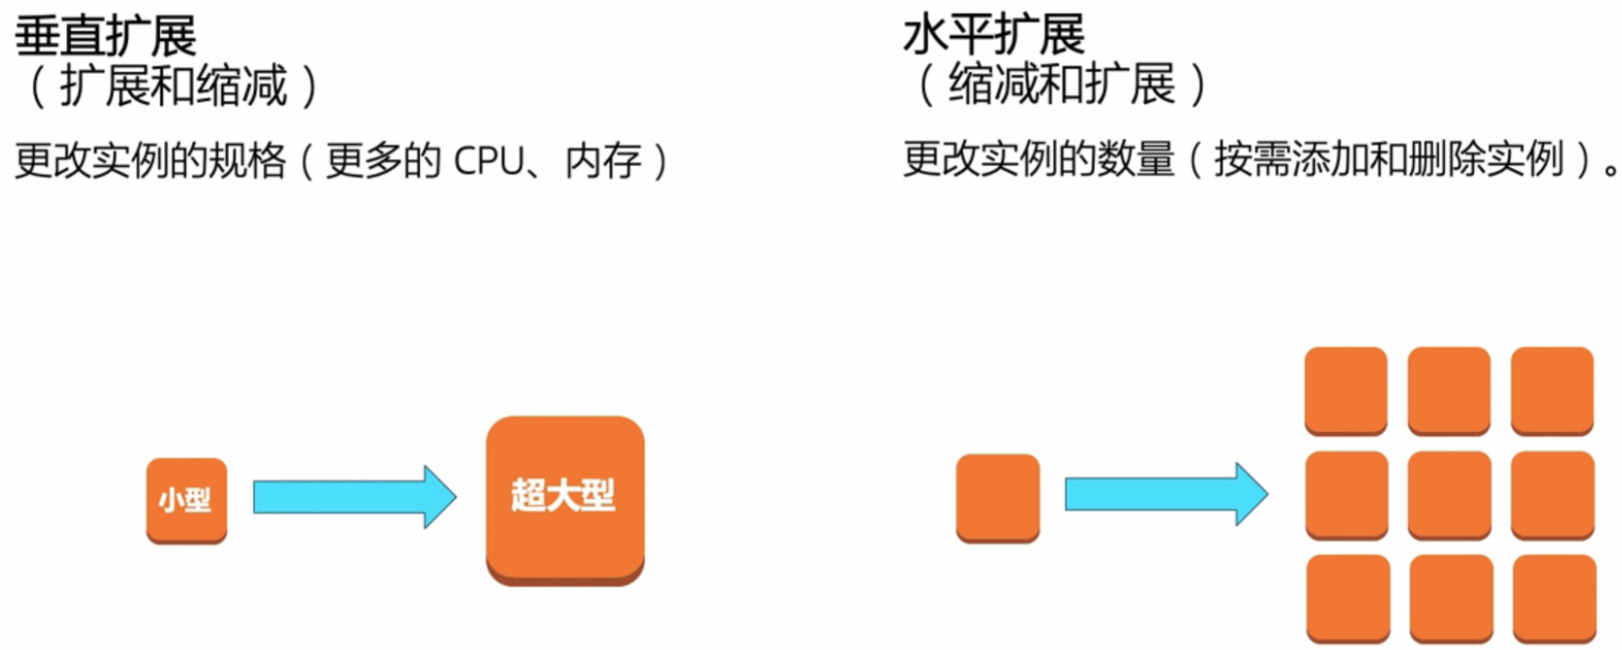 垂直扩展
（扩展和缩减）
更改实例的规格（更多的 CPU、内存）
小型
超大型
水平扩展
（缩减和扩展）
更改实例的数量（按需添加和删除实例）。